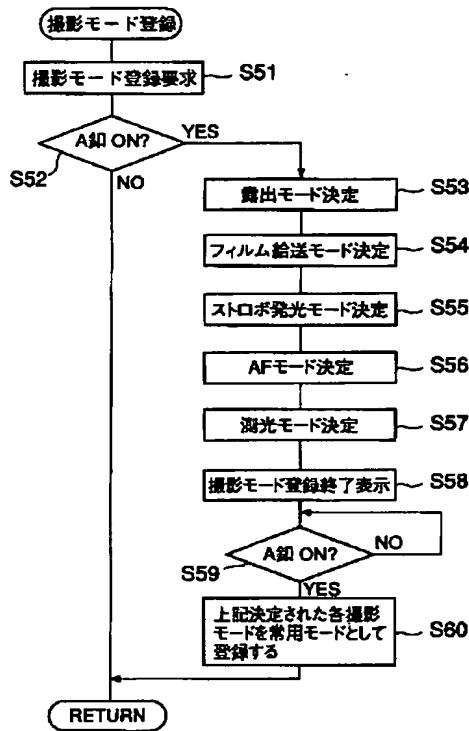 撮影モード登録
撮影モード登録要求
S51
A釦 ON?
YES
S52
NO
露出モード決定
S53
フィルム給送モード決定
S54
ストロボ発光モード決定
S55
AFモード決定
S56
測光モード決定
S57
撮影モード登録終了表示
S58
A釦 ON?
NO
S59
YES
上記決定された各撮影
モードを常用モードとして
登録する
S60
RETURN